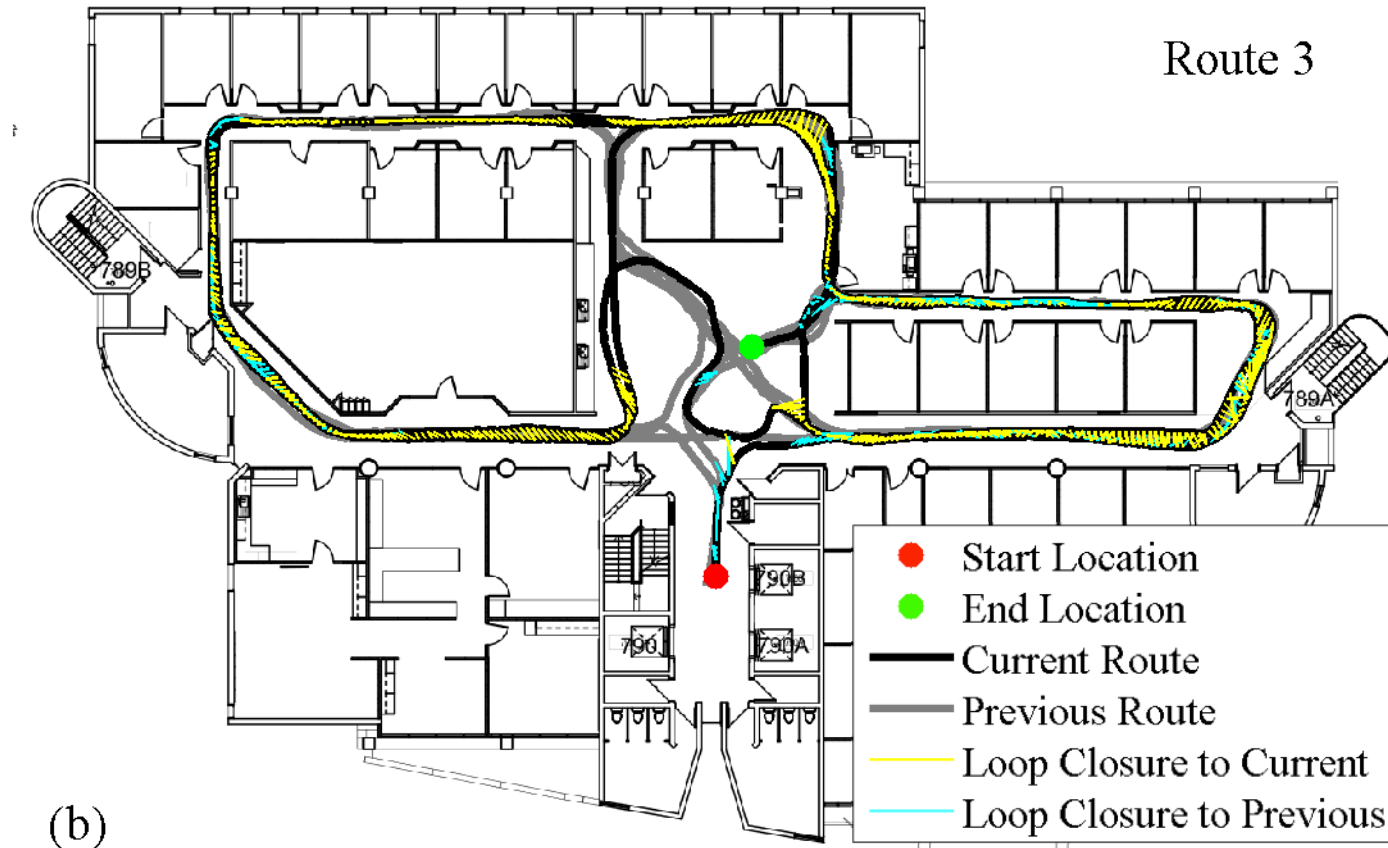 Route 3
789B
789A
790B
790
790A
Start Location
End Location
Current Route
Previous Route
Loop Closure to Current
Loop Closure to Previous
(b)